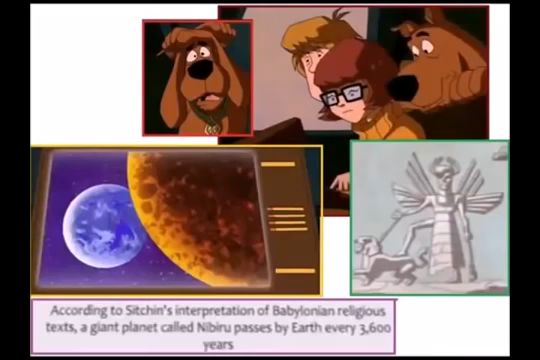 According to Sitchin's interpretation of Babylonian religious
texts, a giant planet called Nibiru passes by Earth every 3,600
years